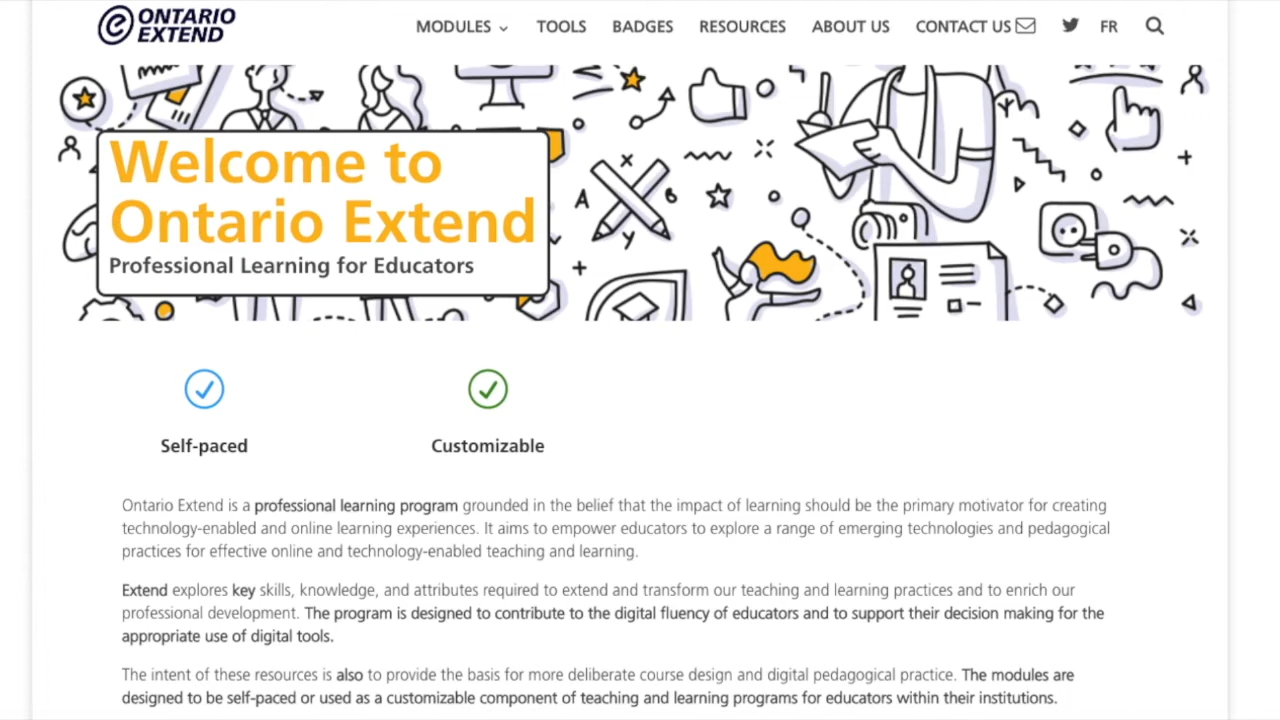 ONTARIO
EXTEND
MODULES
TOOLS
BADGES
RESOURCES
ABOUT US
CONTACT US
FR
Welcome to
Ontario Extend
Professional Learning for Educators
A
B
Y
Self-paced
Customizable
Ontario Extend is a professional learning program grounded in the belief that the impact of learning should be the primary motivator for creating
technology-enabled and online learning experiences. It aims to empower educators to explore a range of emerging technologies and pedagogical
practices for effective online and technology-enabled teaching and learning.
Extend explores key skills, knowledge, and attributes required to extend and transform our teaching and learning practices and to enrich our
professional development. The program is designed to contribute to the digital fluency of educators and to support their decision making for the
appropriate use of digital tools.
The intent of these resources is also to provide the basis for more deliberate course design and digital pedagogical practice. The modules are
designed to be self-paced or used as a customizable component of teaching and learning programs for educators within their institutions.